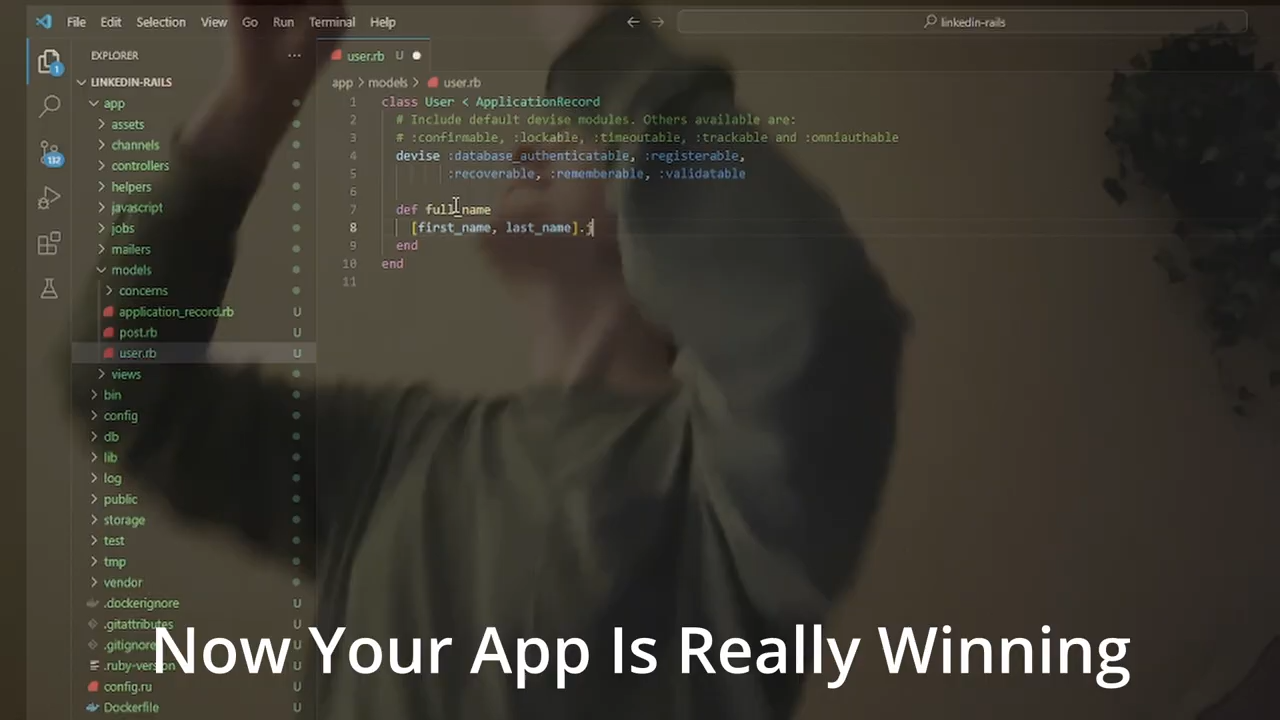 File Edit Selection View Go Run Terminal Help
linkedin-rails
EXPLORER
user.rb U
LINKEDIN-RAILS
app > models > user.rb
app
assets
channels
controllers
helpers
javascript
jobs
mailers
models
concerns
application_record.rb U
post.rb U
user.rb U
views
bin
config
db
lib
log
public
storage
test
tmp
vendor
.dockerignore U
.gitattributes U
.gitignore U
.ruby-version U
config.ru U
Dockerfile U
1
132
1 class User < ApplicationRecord
2 # Include default devise modules. Others available are:
3 # :confirmable, :lockable, :timeoutable, :trackable and :omniauthable
4 devise :database_authenticatable, :registerable,
5 :recoverable, :rememberable, :validatable
6
7 def full_name
8 [first_name, last_name].j
9 end
10 end
11
Now Your App Is Really Winning